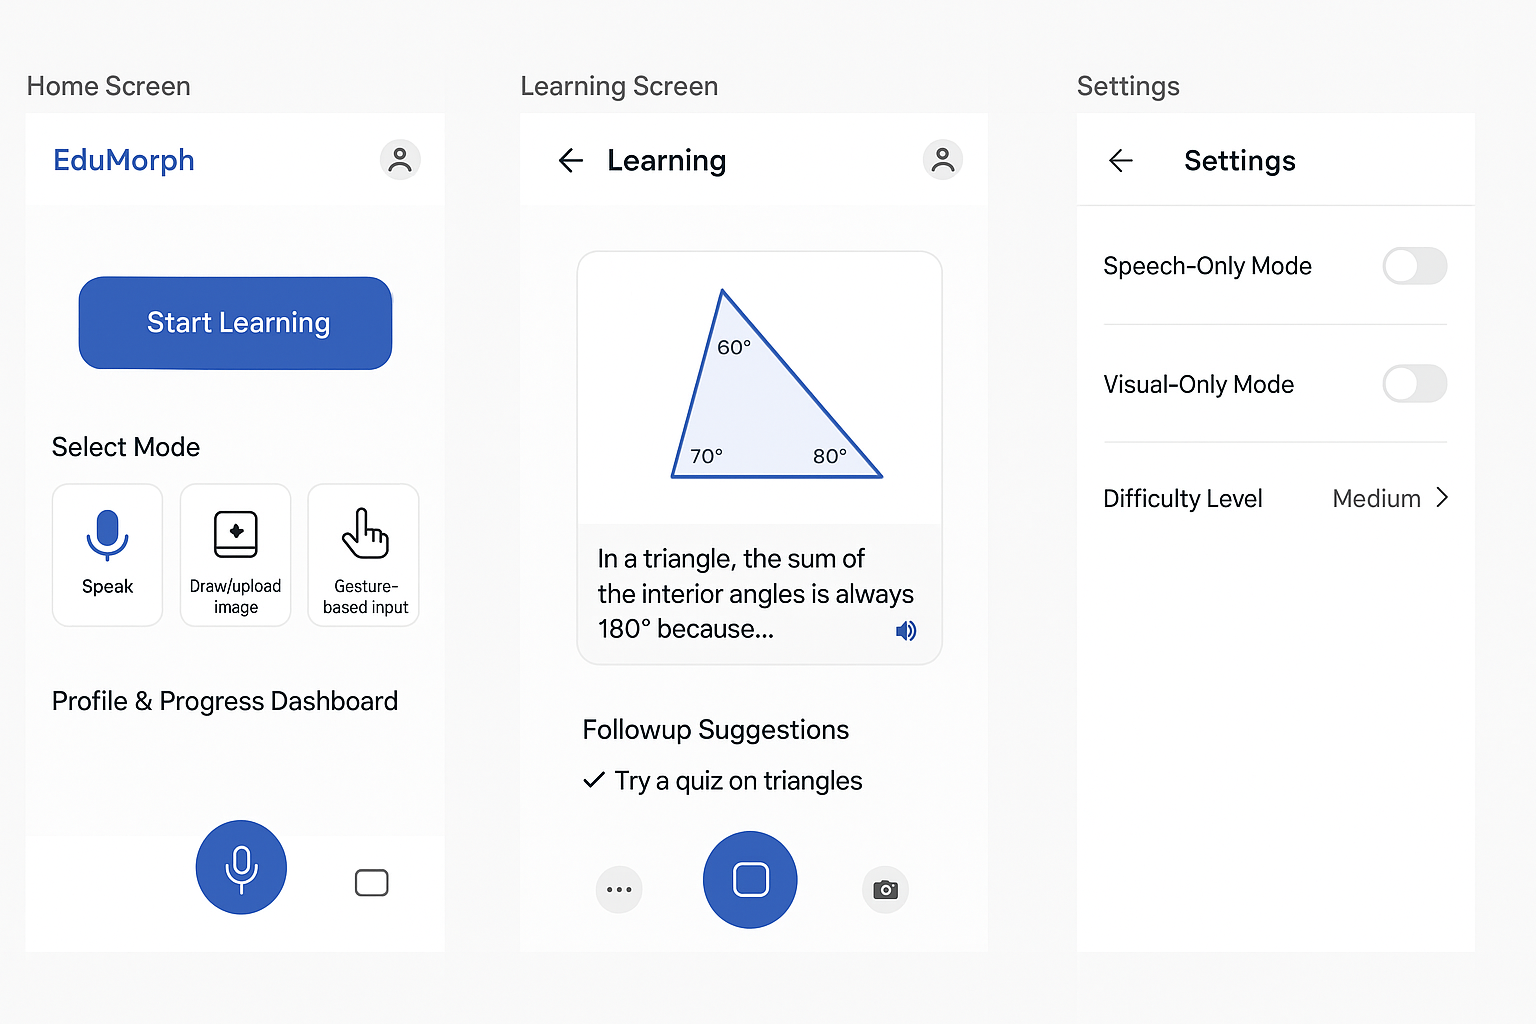 Home Screen
EduMorph
Start Learning
Select Mode
Speak
Draw/upload
image
Gesture-
based input
Profile & Progress Dashboard
Learning Screen
Learning
60°
70°
80°
In a triangle, the sum of
the interior angles is always
180° because...
Followup Suggestions
Try a quiz on triangles
Settings
Settings
Speech-Only Mode
Visual-Only Mode
Difficulty Level Medium